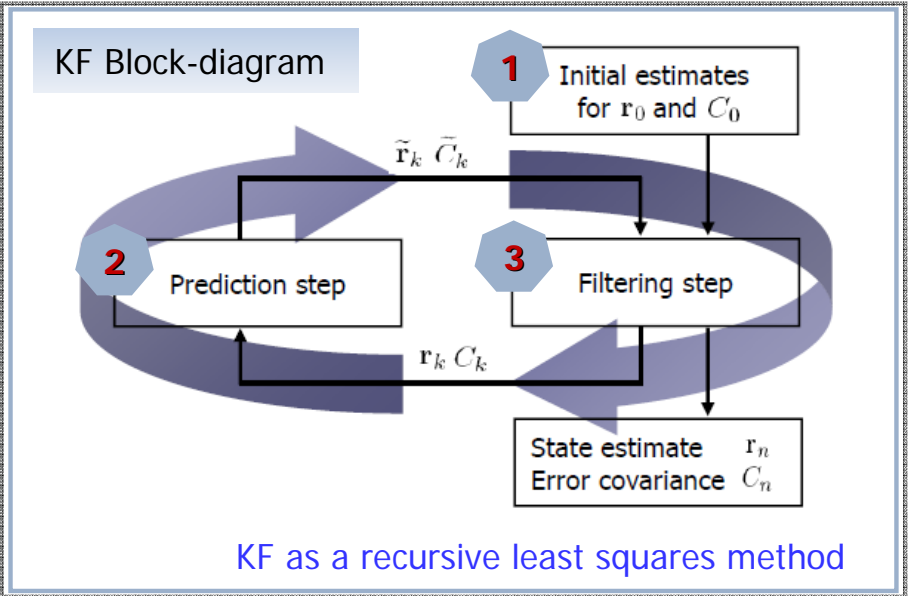 KF Block-diagram
1
Initial estimates
for r₀ and C₀
r̃ₖ C̃ₖ
2
Prediction step
3
Filtering step
rₖ Cₖ
State estimate rₙ
Error covariance Cₙ
KF as a recursive least squares method